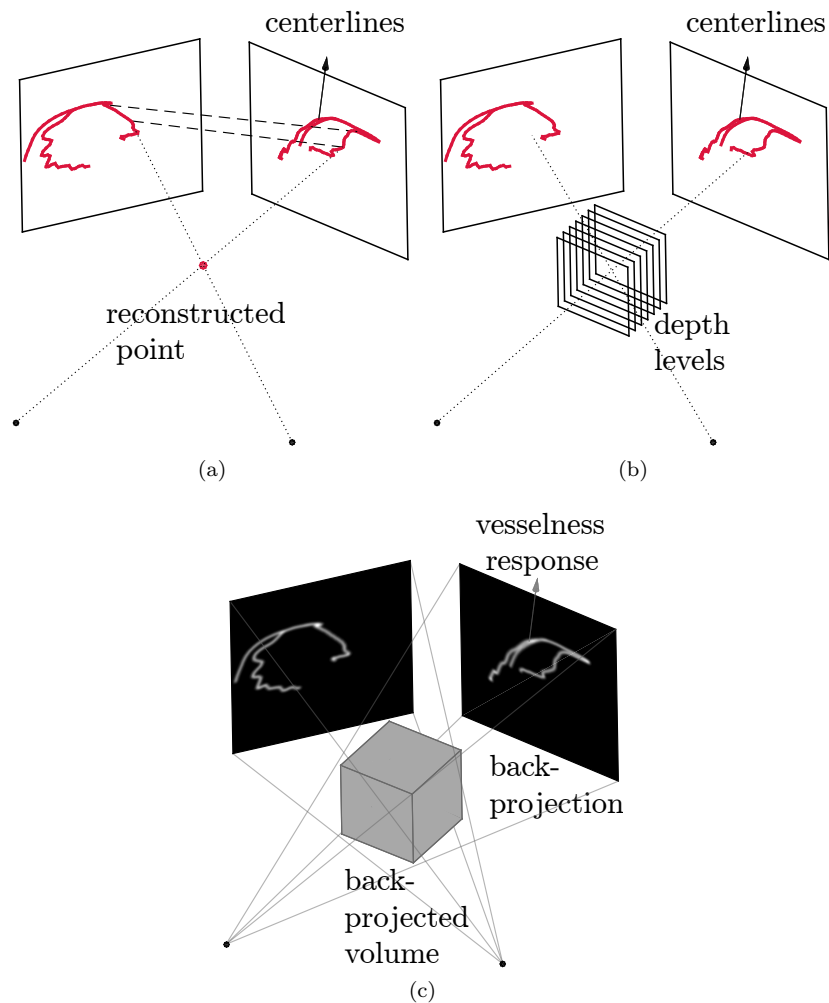 centerlines
reconstructed
point
(a)
centerlines
depth
levels
(b)
vesselness
response
back-
projection
back-
projected
volume
(c)